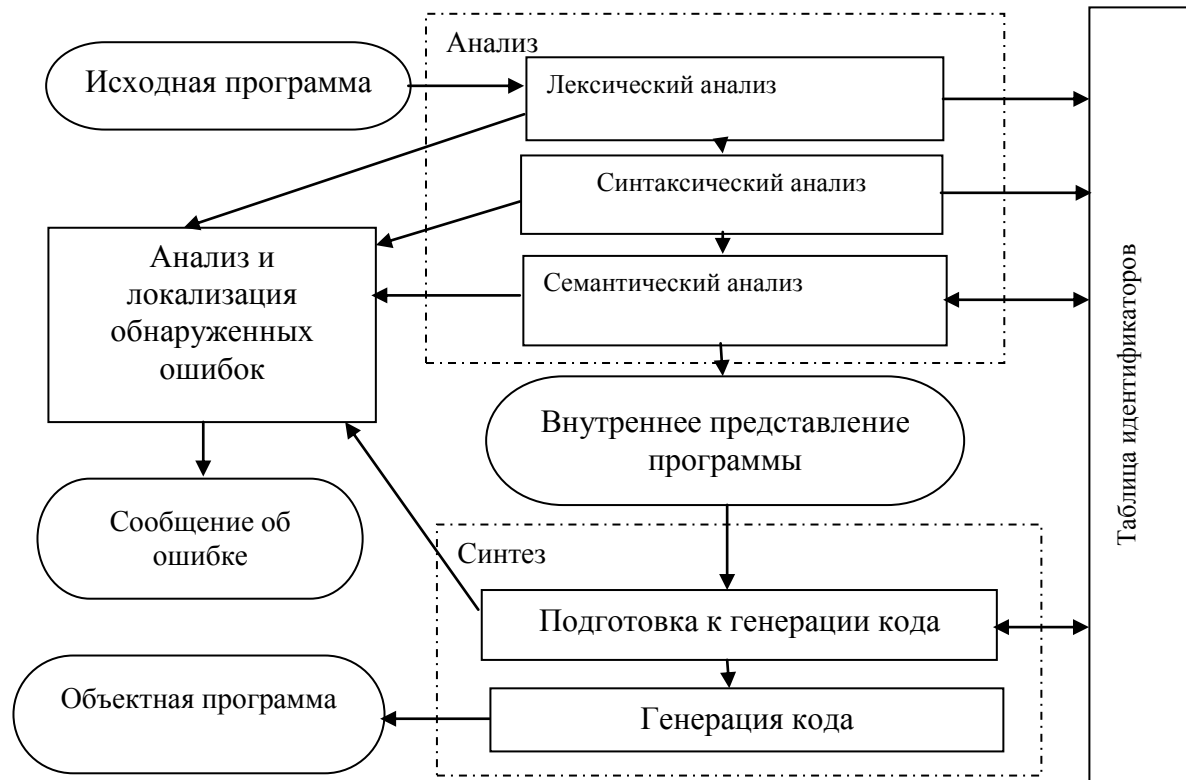 Анализ
Исходная программа
Лексический анализ
Синтаксический анализ
Семантический анализ
Анализ и
локализация
обнаруженных
ошибок
Внутреннее представление
программы
Сообщение об
ошибке
Синтез
Подготовка к генерации кода
Объектная программа
Генерация кода
Таблица идентификаторов